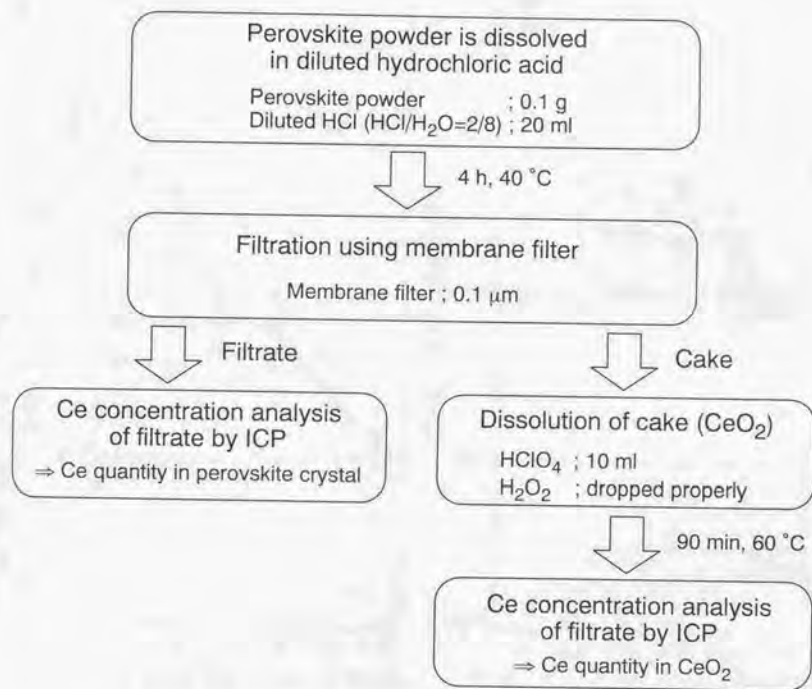 Perovskite powder is dissolved
in diluted hydrochloric acid
Perovskite powder ; 0.1 g
Diluted HCl (HCl/H₂O=2/8) ; 20 ml
4 h, 40 °C
Filtration using membrane filter
Membrane filter ; 0.1 μm
Filtrate
Cake
Ce concentration analysis
of filtrate by ICP
⇒ Ce quantity in perovskite crystal
Dissolution of cake (CeO₂)
HClO₄ ; 10 ml
H₂O₂ ; dropped properly
90 min, 60 °C
Ce concentration analysis
of filtrate by ICP
⇒ Ce quantity in CeO₂